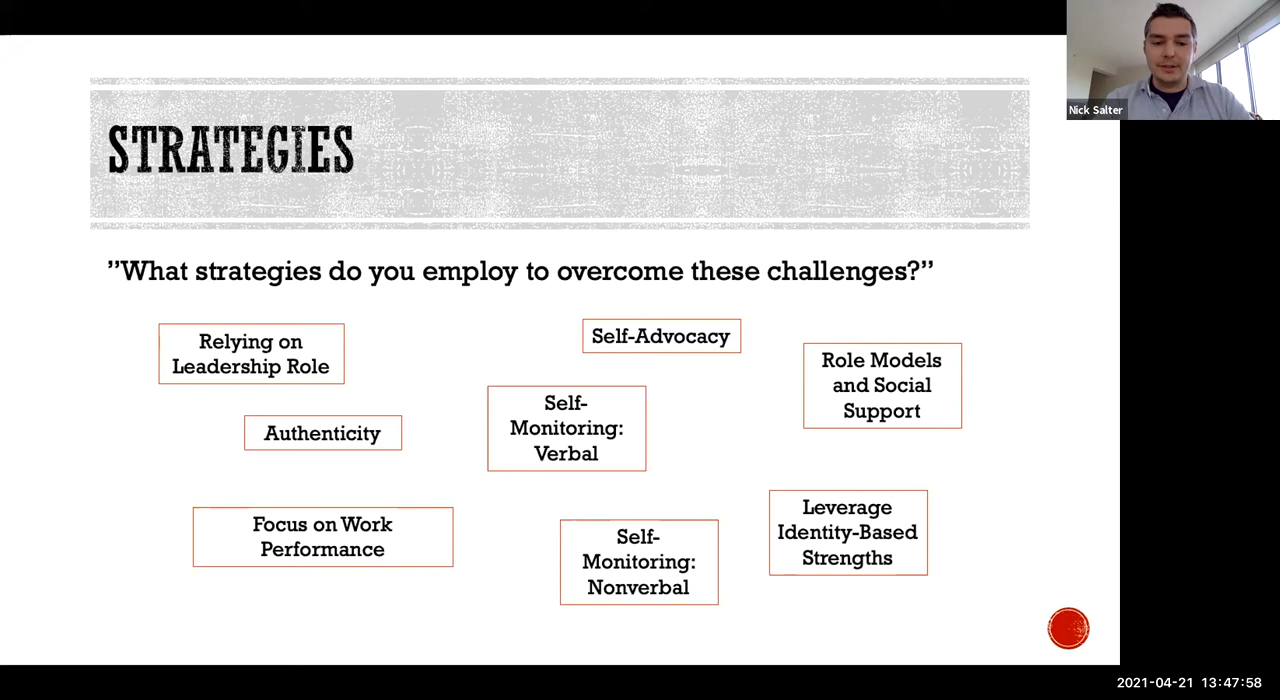 Nick Salter
STRATEGIES
”What strategies do you employ to overcome these challenges?”
Relying on
Leadership Role
Self-Advocacy
Role Models
and Social
Support
Authenticity
Self-
Monitoring:
Verbal
Focus on Work
Performance
Self-
Monitoring:
Nonverbal
Leverage
Identity-Based
Strengths
2021-04-21 13:47:58